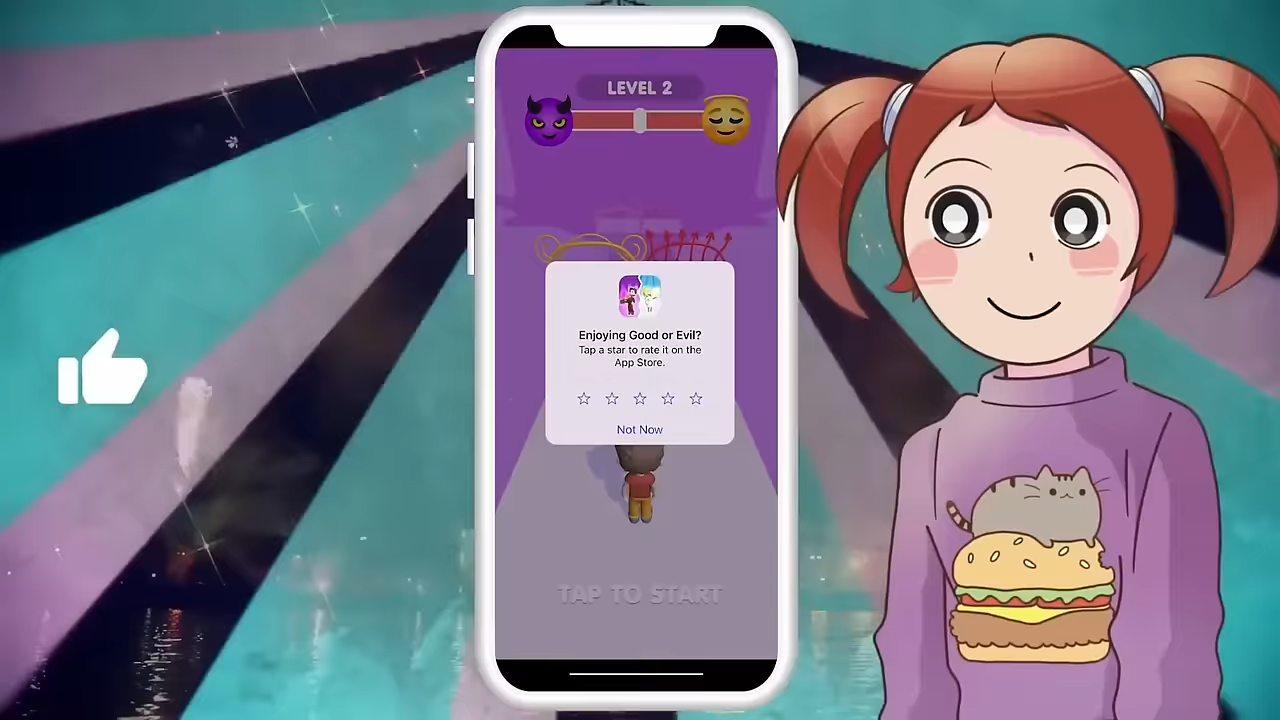 LEVEL 2
Enjoying Good or Evil?
Tap a star to rate it on the
App Store.
Not Now
TAP TO START